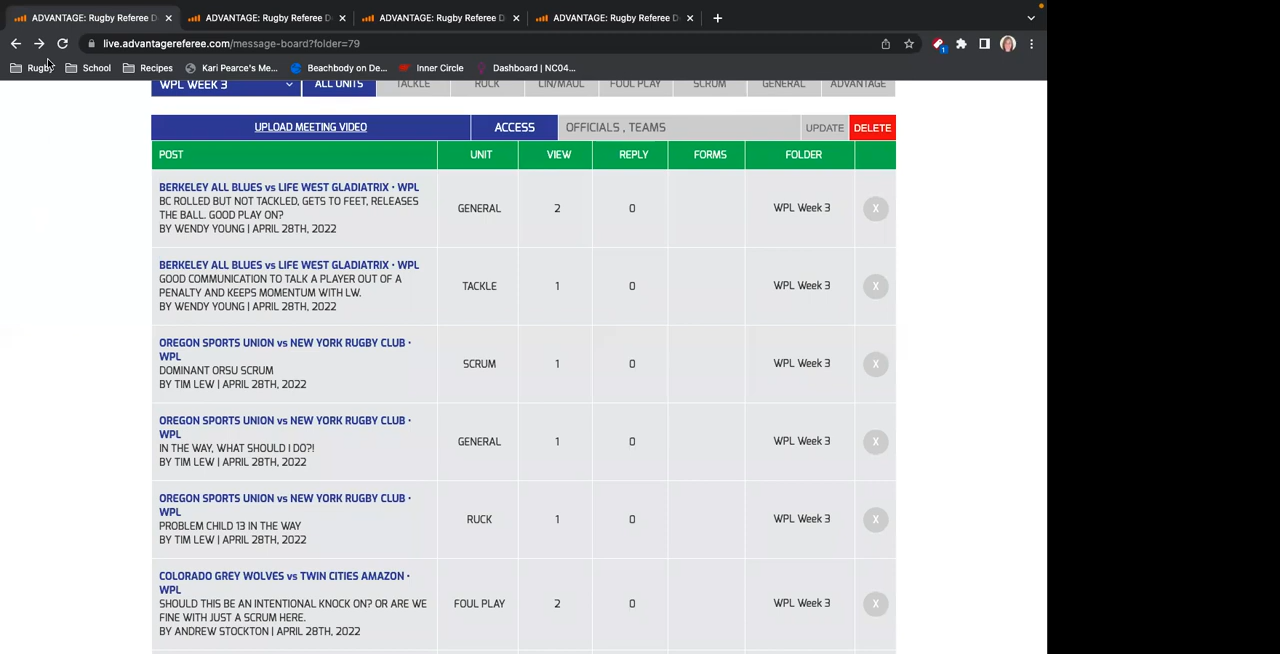 ADVANTAGE: Rugby Referee D
ADVANTAGE: Rugby Referee D
ADVANTAGE: Rugby Referee D
ADVANTAGE: Rugby Referee D
live.advantagereferee.com/message-board?folder=79
1
Rugby School Recipes Kari Pearce's Me... Beachbody on De... Inner Circle Dashboard | NC04...
WPL WEEK 3 ALL UNITS TACKLE RUCK LIN/MAUL FOUL PLAY SCRUM GENERAL ADVANTAGE
UPLOAD MEETING VIDEO ACCESS OFFICIALS , TEAMS UPDATE DELETE
POST UNIT VIEW REPLY FORMS FOLDER
BERKELEY ALL BLUES vs LIFE WEST GLADIATRIX • WPL
BC ROLLED BUT NOT TACKLED, GETS TO FEET, RELEASES
THE BALL. GOOD PLAY ON?
BY WENDY YOUNG | APRIL 28TH, 2022
GENERAL 2 0 WPL Week 3 X
BERKELEY ALL BLUES vs LIFE WEST GLADIATRIX • WPL
GOOD COMMUNICATION TO TALK A PLAYER OUT OF A
PENALTY AND KEEPS MOMENTUM WITH LW.
BY WENDY YOUNG | APRIL 28TH, 2022
TACKLE 1 0 WPL Week 3 X
OREGON SPORTS UNION vs NEW YORK RUGBY CLUB •
WPL
DOMINANT ORSU SCRUM
BY TIM LEW | APRIL 28TH, 2022
SCRUM 1 0 WPL Week 3 X
OREGON SPORTS UNION vs NEW YORK RUGBY CLUB •
WPL
IN THE WAY, WHAT SHOULD I DO?!
BY TIM LEW | APRIL 28TH, 2022
GENERAL 1 0 WPL Week 3 X
OREGON SPORTS UNION vs NEW YORK RUGBY CLUB •
WPL
PROBLEM CHILD 13 IN THE WAY
BY TIM LEW | APRIL 28TH, 2022
RUCK 1 0 WPL Week 3 X
COLORADO GREY WOLVES vs TWIN CITIES AMAZON •
WPL
SHOULD THIS BE AN INTENTIONAL KNOCK ON? OR ARE WE
FINE WITH JUST A SCRUM HERE.
BY ANDREW STOCKTON | APRIL 28TH, 2022
FOUL PLAY 2 0 WPL Week 3 X